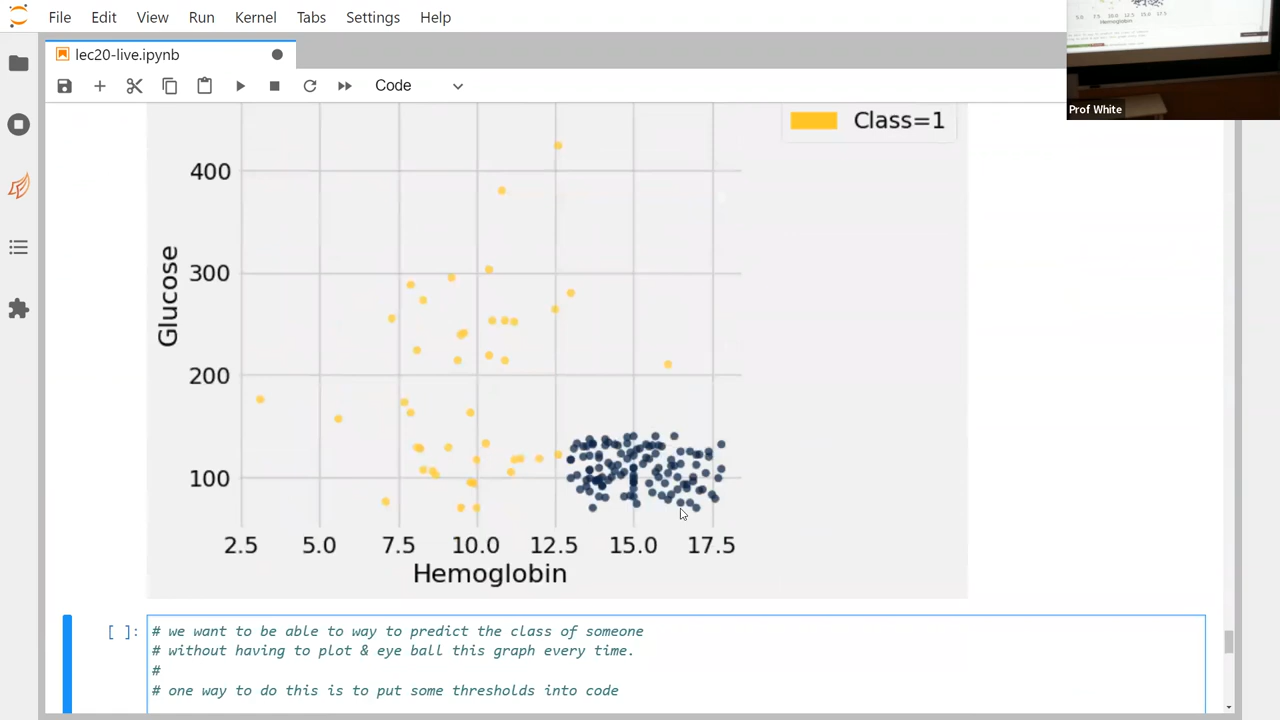 File Edit View Run Kernel Tabs Settings Help
lec20-live.ipynb
Code
Prof White
Class=1
400
300
200
100
Glucose
2.5 5.0 7.5 10.0 12.5 15.0 17.5
Hemoglobin
[ ]:
# we want to be able to way to predict the class of someone
# without having to plot & eye ball this graph every time.
#
# one way to do this is to put some thresholds into code